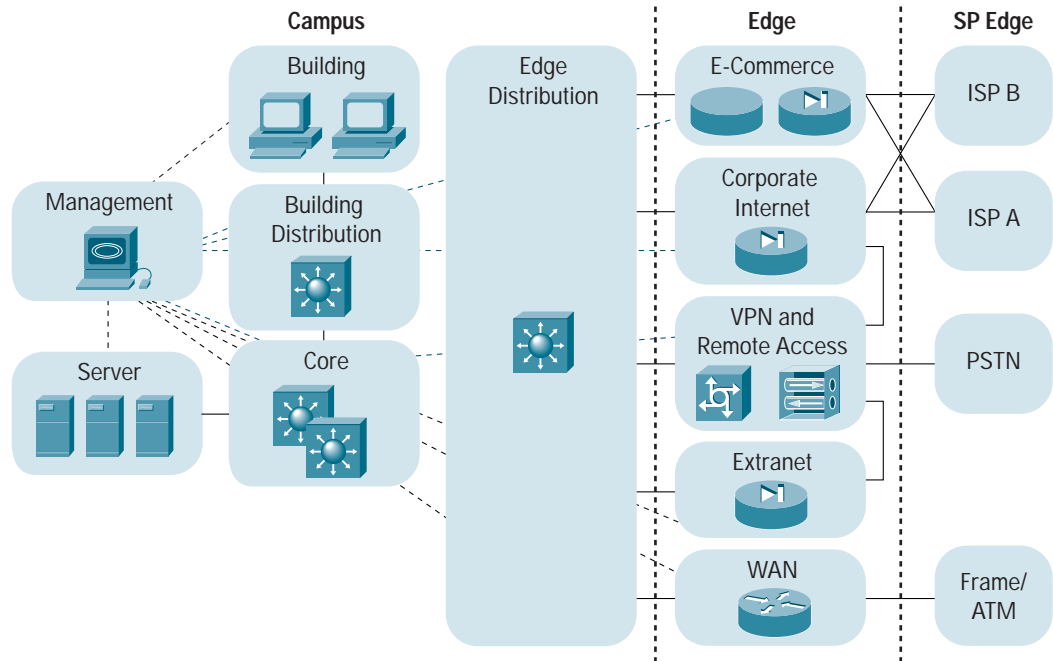 Campus
Edge
SP Edge
Building
Edge
Distribution
E-Commerce
ISP B
Management
Building
Distribution
Corporate
Internet
ISP A
Server
Core
VPN and
Remote Access
PSTN
Extranet
WAN
Frame/
ATM